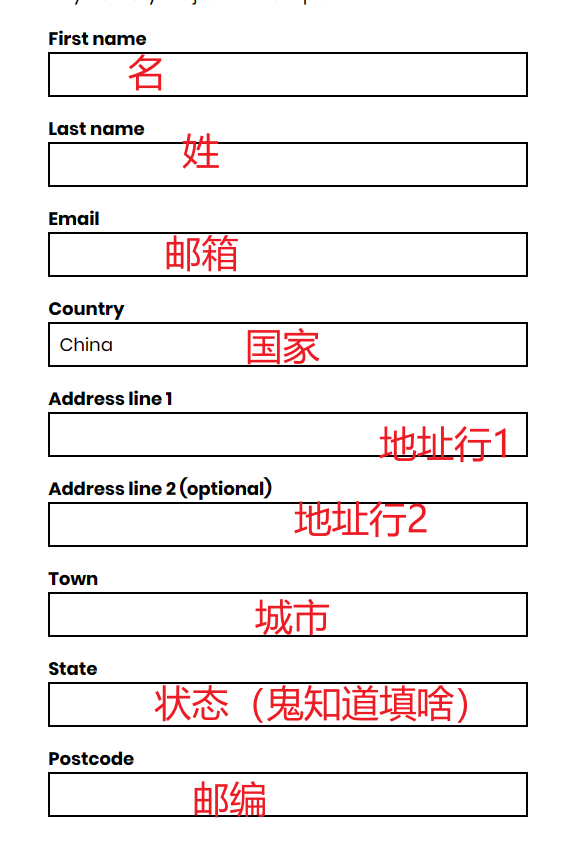 First name
名
Last name
姓
Email
邮箱
Country
China
国家
Address line 1
地址行1
Address line 2 (optional)
地址行2
Town
城市
State
状态（鬼知道填啥）
Postcode
邮编